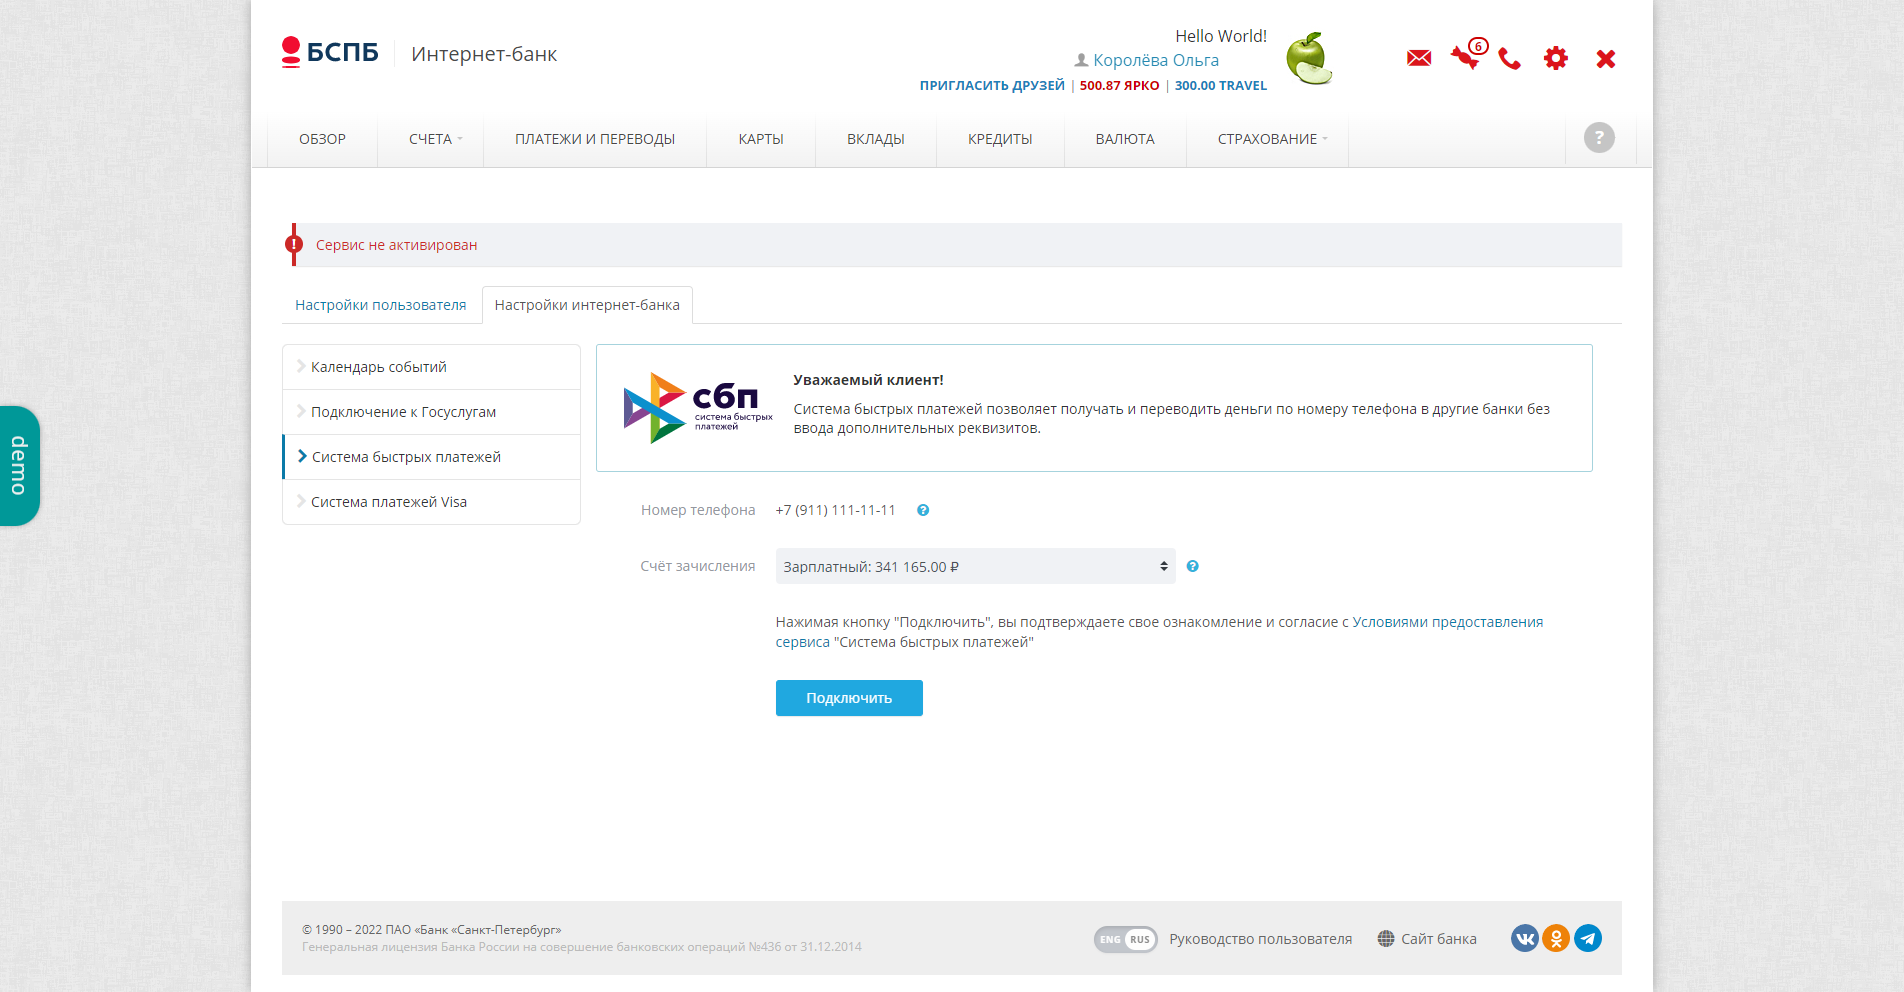 БСПБ
Интернет-банк
Hello World!
Королёва Ольга
ПРИГЛАСИТЬ ДРУЗЕЙ | 500.87 ЯРКО | 300.00 TRAVEL
6
ОБЗОР
СЧЕТА
ПЛАТЕЖИ И ПЕРЕВОДЫ
КАРТЫ
ВКЛАДЫ
КРЕДИТЫ
ВАЛЮТА
СТРАХОВАНИЕ
?
! Сервис не активирован
Настройки пользователя
Настройки интернет-банка
Календарь событий
Подключение к Госуслугам
Система быстрых платежей
Система платежей Visa
demo
сбп
система быстрых
платежей
Уважаемый клиент!
Система быстрых платежей позволяет получать и переводить деньги по номеру телефона в другие банки без
ввода дополнительных реквизитов.
Номер телефона +7 (911) 111-11-11 ?
Счёт зачисления Зарплатный: 341 165.00 ₽ ?
Нажимая кнопку "Подключить", вы подтверждаете свое ознакомление и согласие с Условиями предоставления
сервиса "Система быстрых платежей"
Подключить
© 1990 – 2022 ПАО «Банк «Санкт-Петербург»
Генеральная лицензия Банка России на совершение банковских операций №436 от 31.12.2014
ENG RUS
Руководство пользователя
Сайт банка